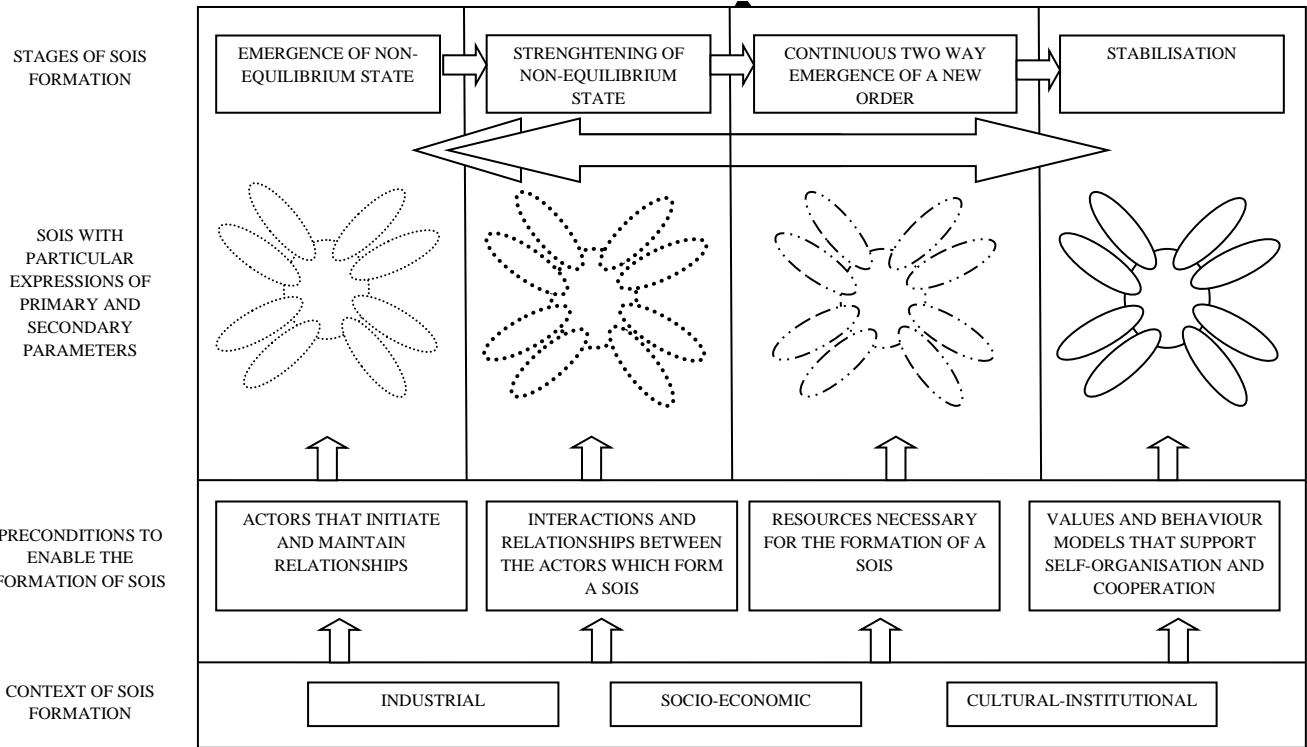 STAGES OF SOIS
FORMATION
EMERGENCE OF NON-
EQUILIBRIUM STATE
STRENGHTENING OF
NON-EQUILIBRIUM
STATE
CONTINUOUS TWO WAY
EMERGENCE OF A NEW
ORDER
STABILISATION
SOIS WITH
PARTICULAR
EXPRESSIONS OF
PRIMARY AND
SECONDARY
PARAMETERS
PRECONDITIONS TO
ENABLE THE
FORMATION OF SOIS
ACTORS THAT INITIATE
AND MAINTAIN
RELATIONSHIPS
INTERACTIONS AND
RELATIONSHIPS BETWEEN
THE ACTORS WHICH FORM
A SOIS
RESOURCES NECESSARY
FOR THE FORMATION OF A
SOIS
VALUES AND BEHAVIOUR
MODELS THAT SUPPORT
SELF-ORGANISATION AND
COOPERATION
CONTEXT OF SOIS
FORMATION
INDUSTRIAL
SOCIO-ECONOMIC
CULTURAL-INSTITUTIONAL